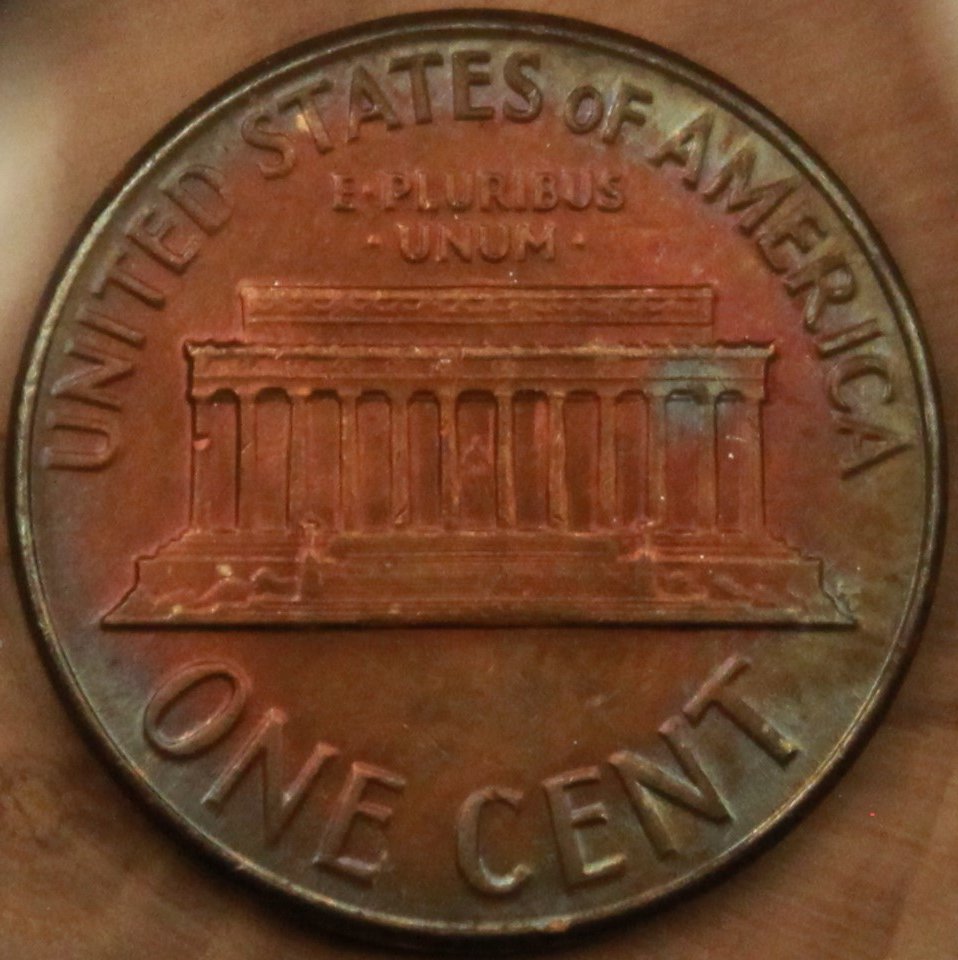 UNITED STATES OF AMERICA
E·PLURIBUS
·UNUM·
ONE CENT